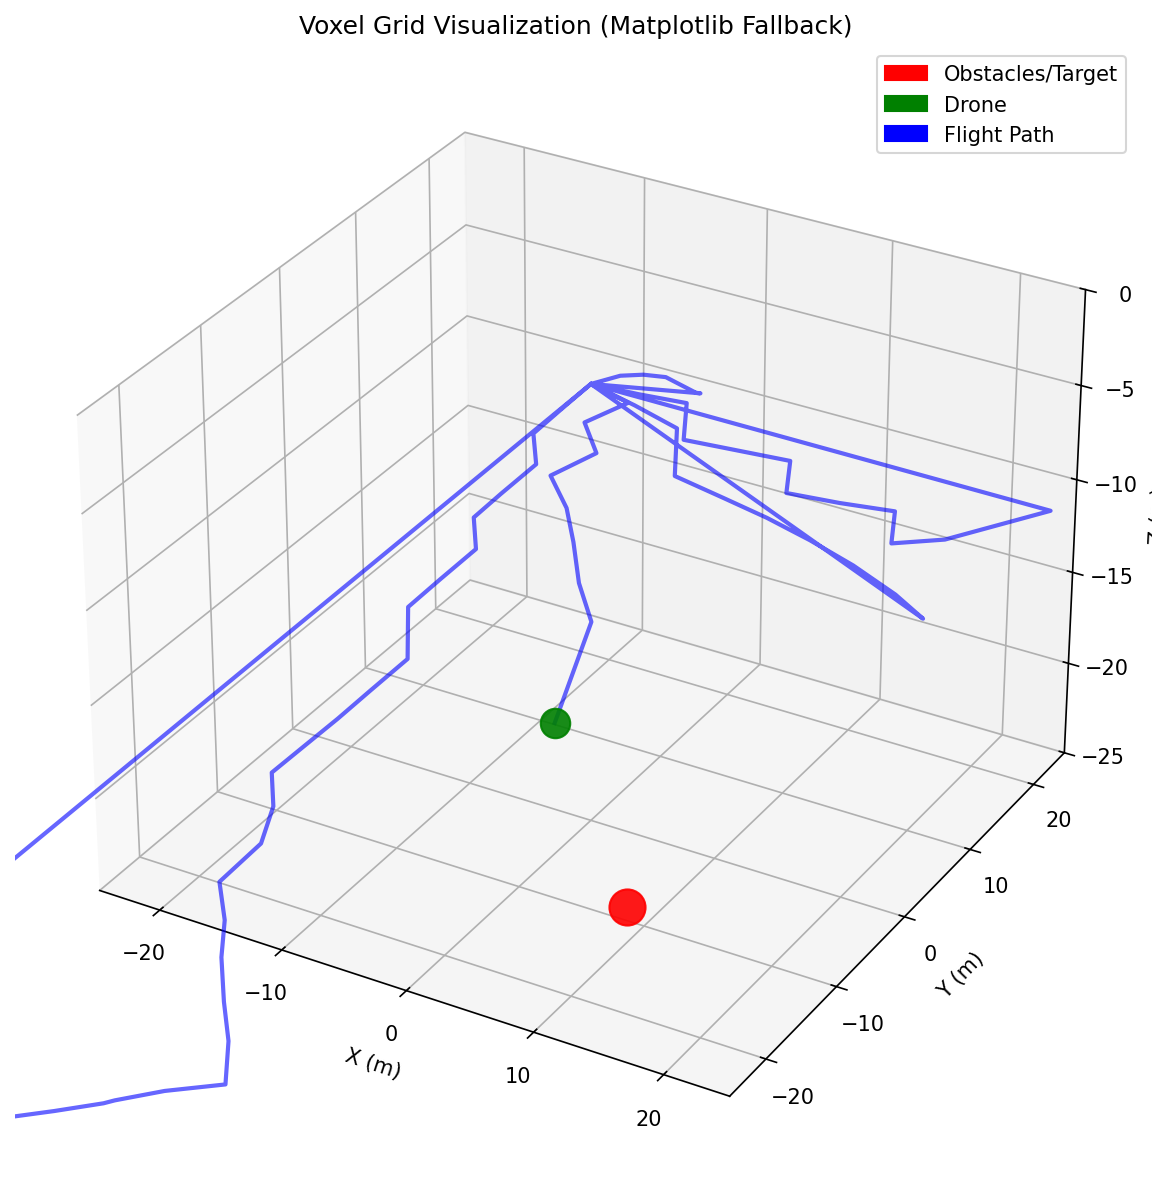 Voxel Grid Visualization (Matplotlib Fallback)
Obstacles/Target
Drone
Flight Path
0
−5
−10
−15
−20
−25
20
10
0
−10
−20
Y (m)
−20
−10
0
10
20
X (m)